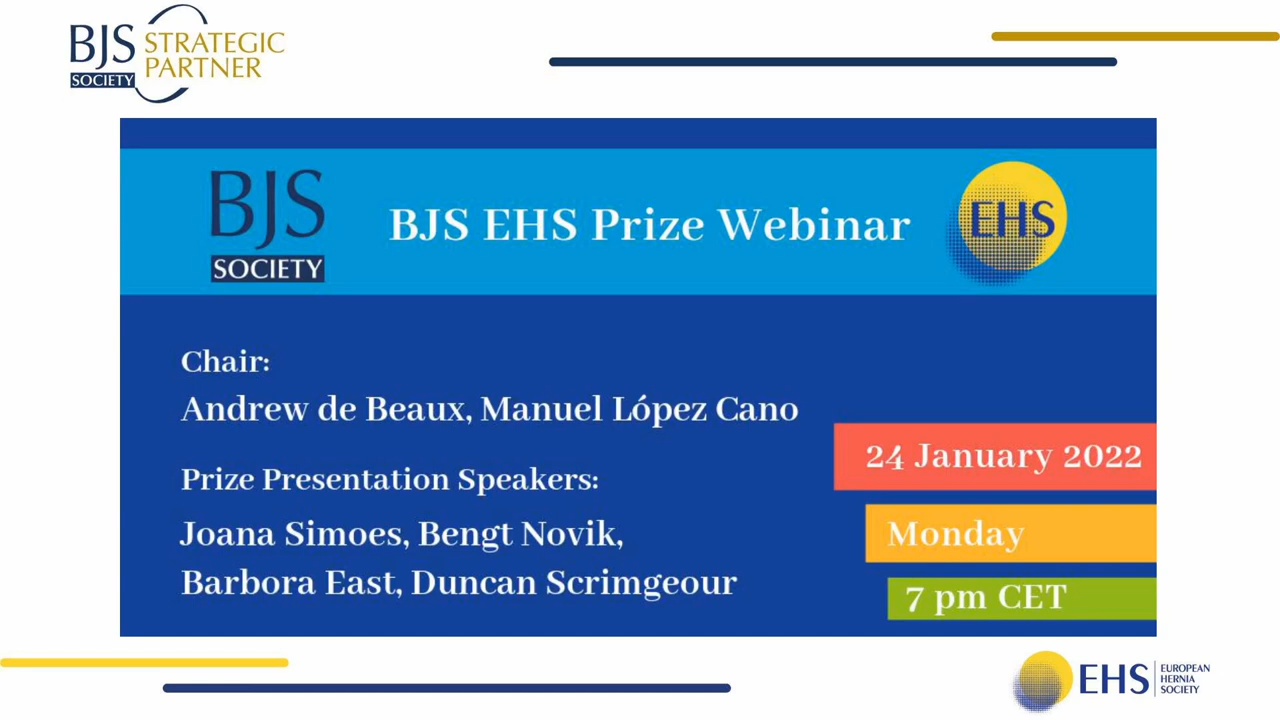 BJS STRATEGIC
SOCIETY PARTNER
BJS
SOCIETY
BJS EHS Prize Webinar
EHS
Chair:
Andrew de Beaux, Manuel López Cano
Prize Presentation Speakers:
Joana Simoes, Bengt Novik,
Barbora East, Duncan Scrimgeour
24 January 2022
Monday
7 pm CET
EHS
EUROPEAN
HERNIA
SOCIETY